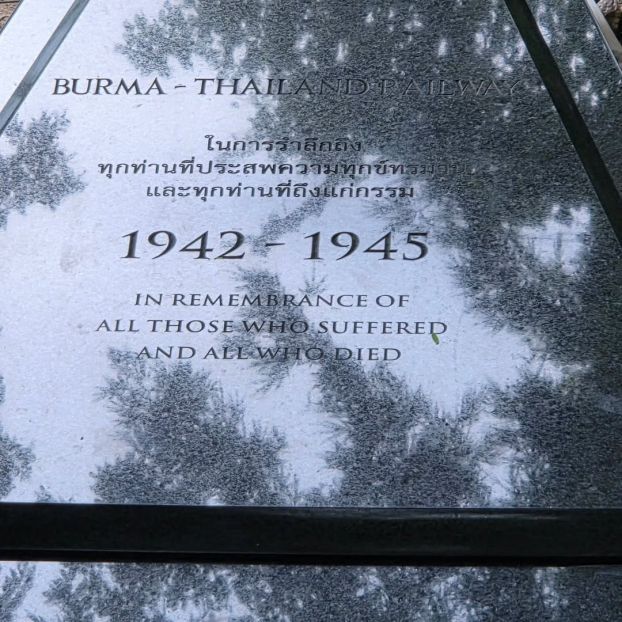 BURMA - THAILAND RAILWAY
ในการรำลึกถึง
ทุกท่านที่ประสพความทุกข์ทรมาน
และทุกท่านที่ถึงแก่กรรม
1942 - 1945
IN REMEMBRANCE OF
ALL THOSE WHO SUFFERED
AND ALL WHO DIED